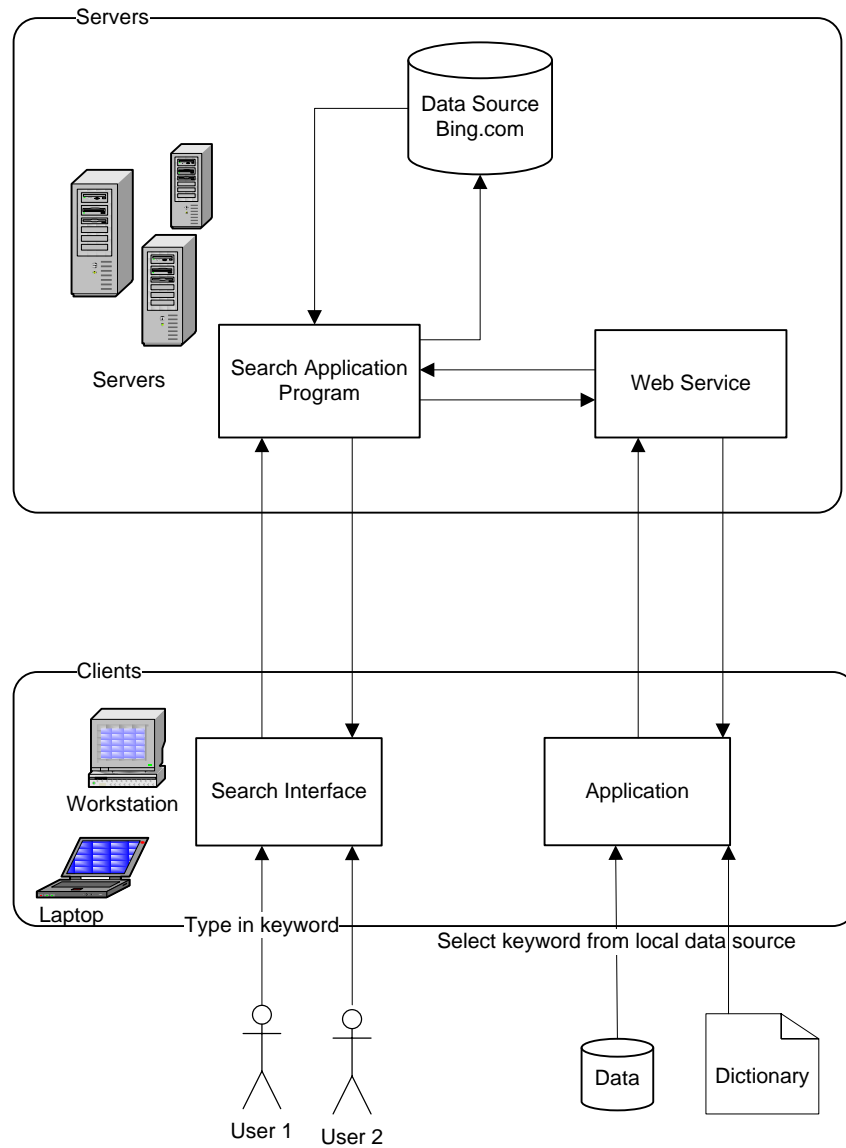 Servers
Data Source
Bing.com
Servers
Search Application
Program
Web Service
Clients
Workstation
Search Interface
Application
Laptop
Type in keyword
Select keyword from local data source
Data
Dictionary
User 1
User 2